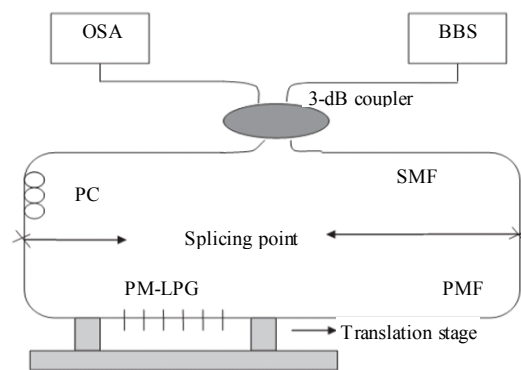 OSA
BBS
3-dB coupler
SMF
PC
Splicing point
PM-LPG
PMF
Translation stage